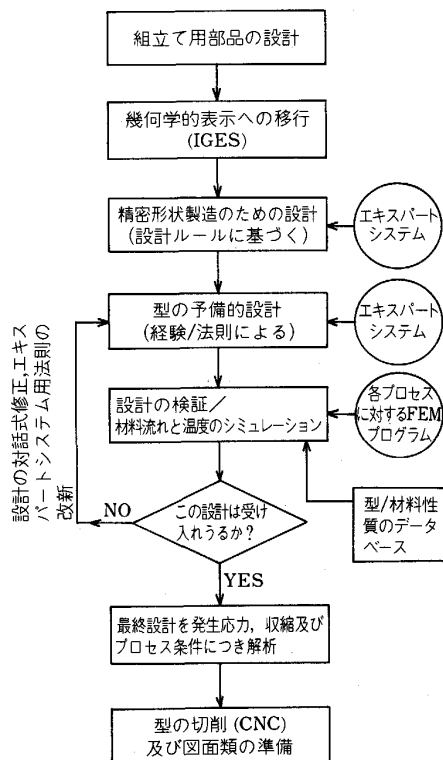 組立て用部品の設計
幾何学的表示への移行
(IGES)
精密形状製造のための設計
(設計ルールに基づく)
エキスパート
システム
型の予備的設計
(経験/法則による)
エキスパート
システム
設計の検証/
材料流れと温度のシミュレーション
各プロセス
に対するFEM
プログラム
設計の対話式修正,エキス
パートシステム用法則の
改新
NO
この設計は受け
入れうるか?
型/材料性
質のデータ
ベース
YES
最終設計を発生応力,収縮及び
プロセス条件につき解析
型の切削 (CNC)
及び図面類の準備